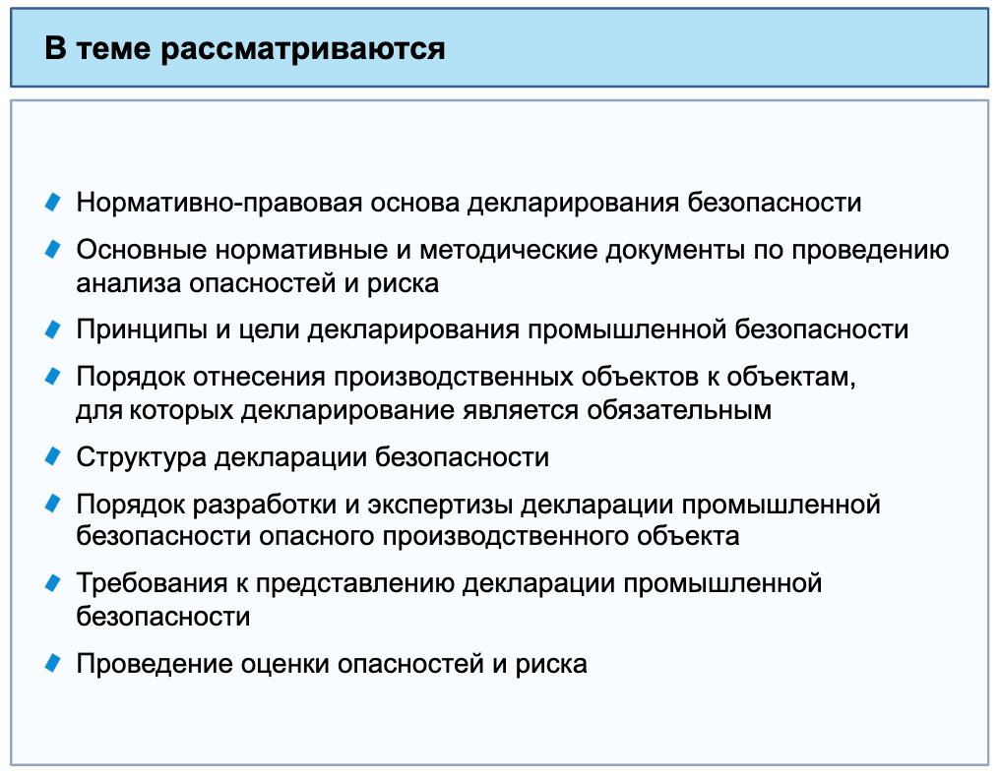 В теме рассматриваются
Нормативно-правовая основа декларирования безопасности
Основные нормативные и методические документы по проведению
анализа опасностей и риска
Принципы и цели декларирования промышленной безопасности
Порядок отнесения производственных объектов к объектам,
для которых декларирование является обязательным
Структура декларации безопасности
Порядок разработки и экспертизы декларации промышленной
безопасности опасного производственного объекта
Требования к представлению декларации промышленной
безопасности
Проведение оценки опасностей и риска